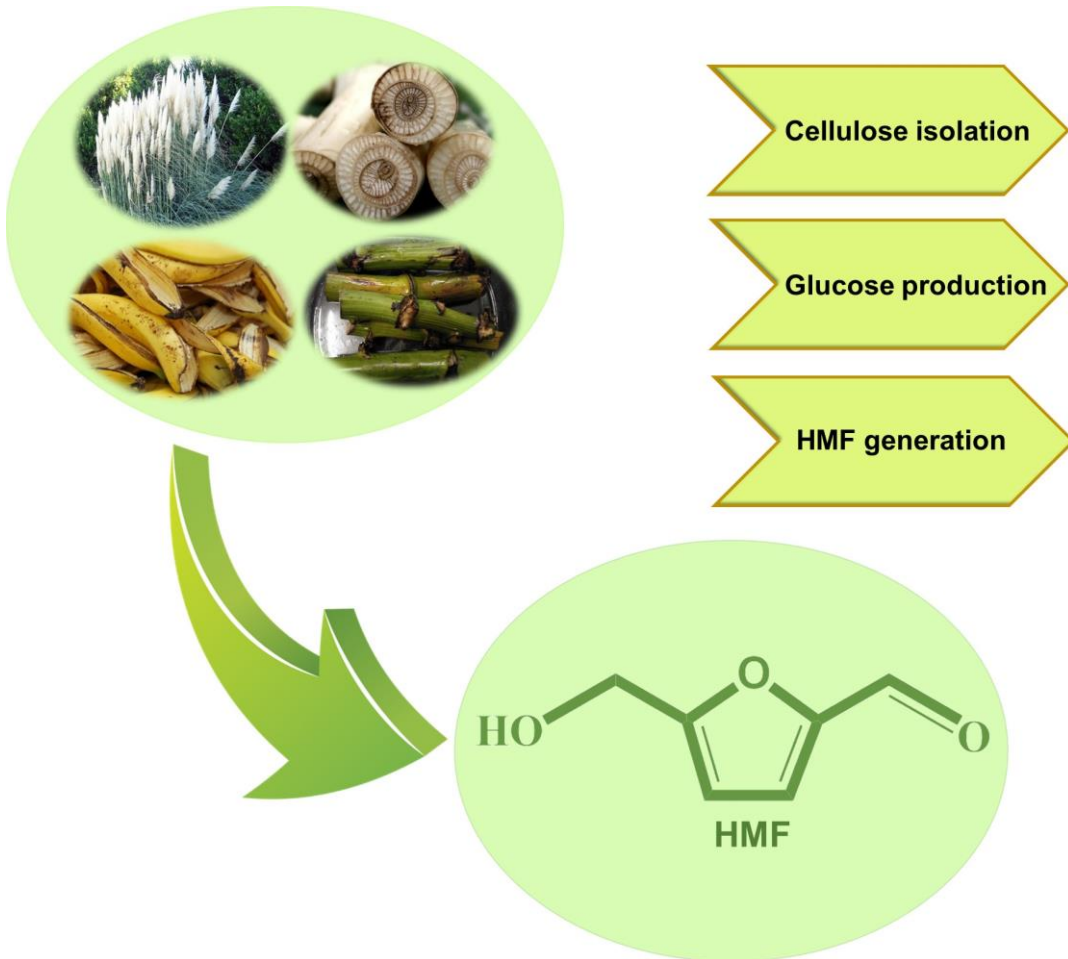 Cellulose isolation
Glucose production
HMF generation
O
HO
O
HMF